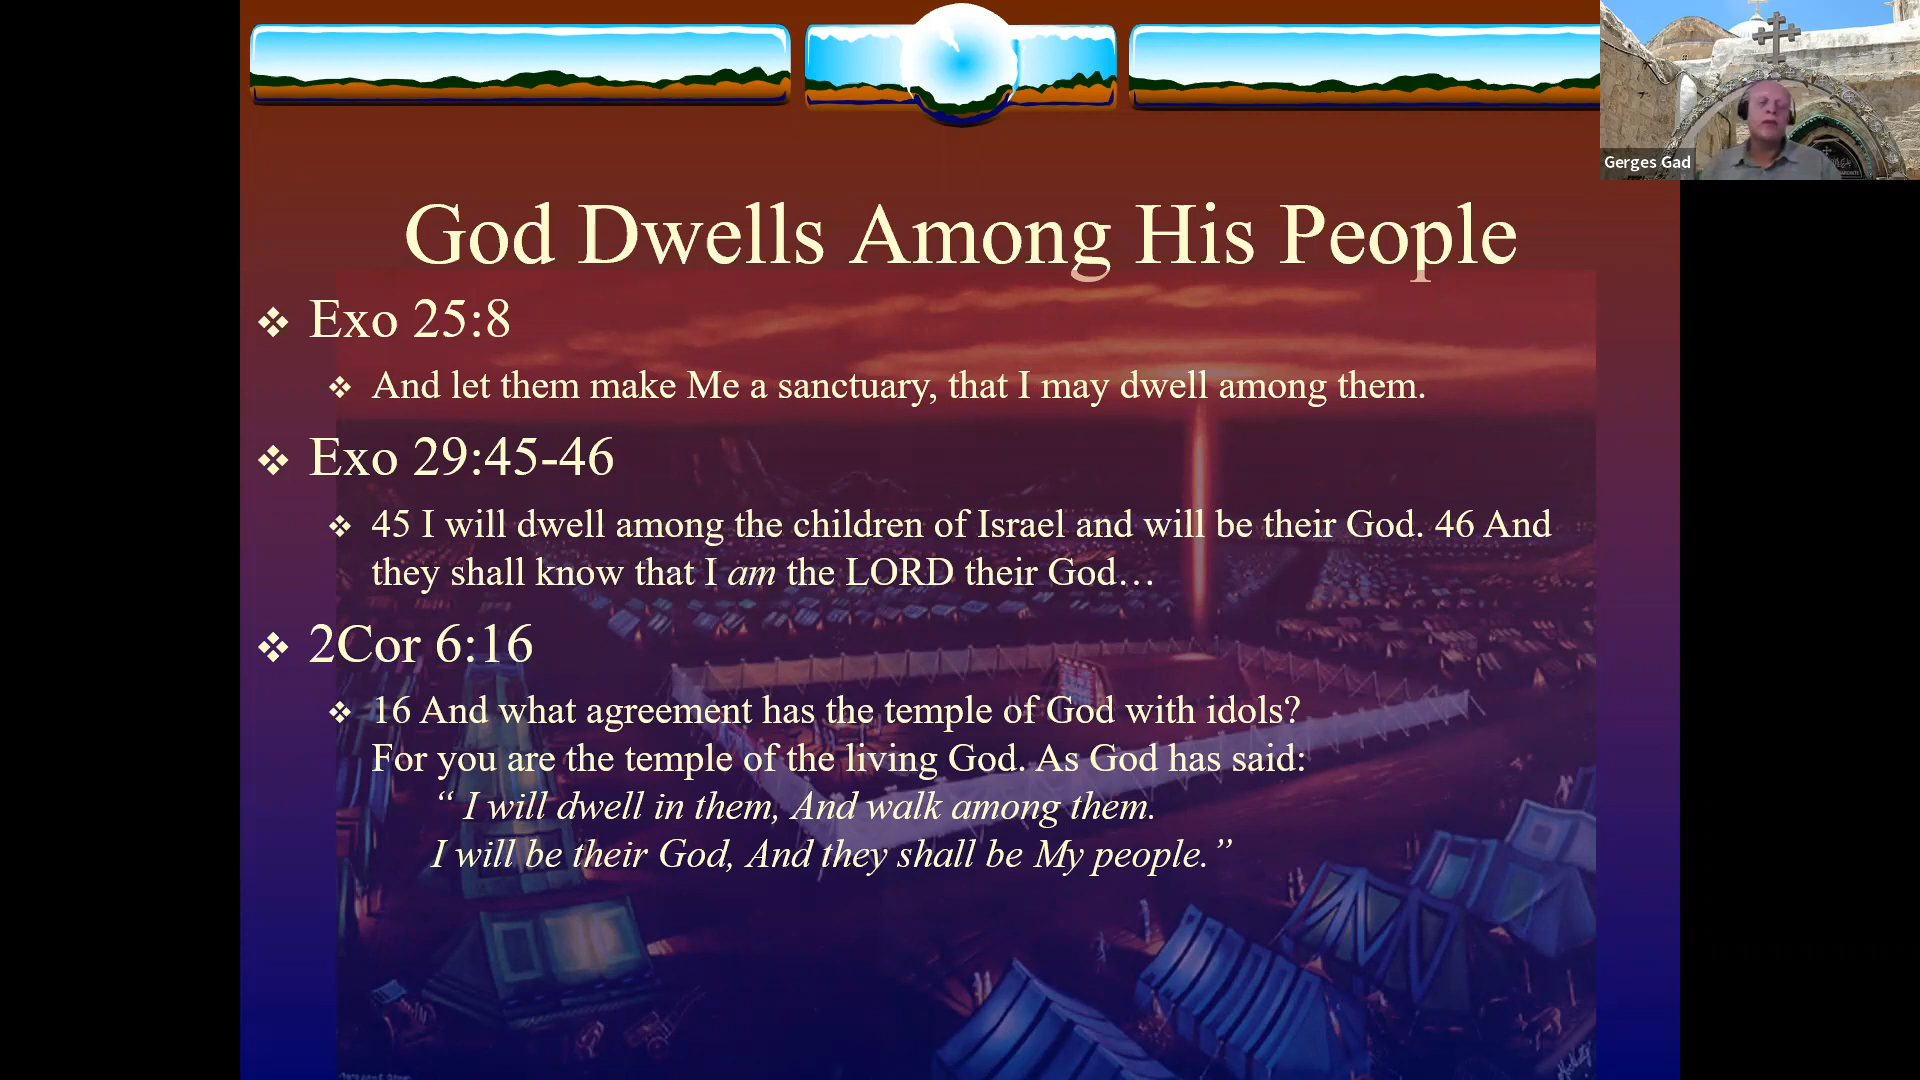 Gerges Gad
God Dwells Among His People
Exo 25:8
And let them make Me a sanctuary, that I may dwell among them.
Exo 29:45-46
45 I will dwell among the children of Israel and will be their God. 46 And
they shall know that I am the LORD their God…
2Cor 6:16
16 And what agreement has the temple of God with idols?
For you are the temple of the living God. As God has said:
“ I will dwell in them, And walk among them.
I will be their God, And they shall be My people.”